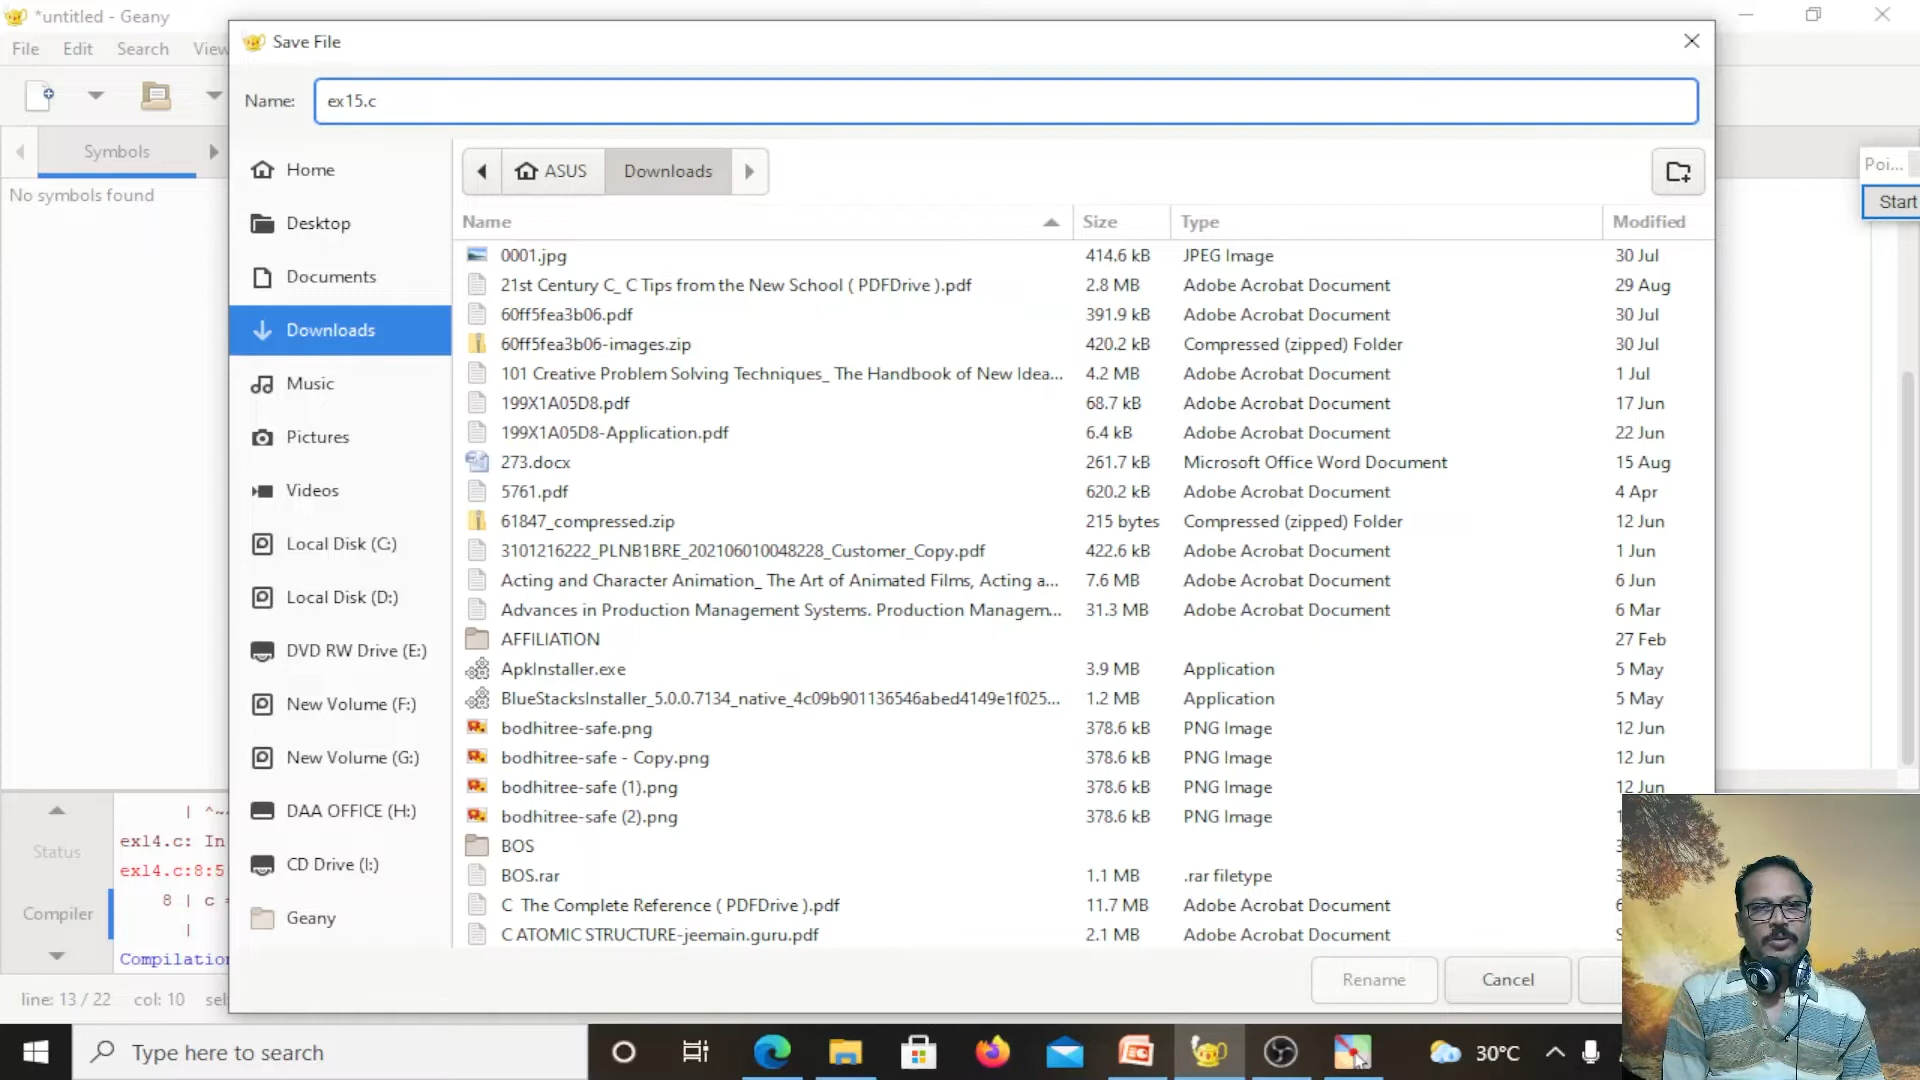 *untitled - Geany
File Edit Search View
Symbols
No symbols found
Save File
Name: ex15.c
Home
Desktop
Documents
Downloads
Music
Pictures
Videos
Local Disk (C:)
Local Disk (D:)
DVD RW Drive (E:)
New Volume (F:)
New Volume (G:)
DAA OFFICE (H:)
CD Drive (I:)
Geany
ASUS Downloads
Name Size Type Modified
0001.jpg 414.6 kB JPEG Image 30 Jul
21st Century C_ C Tips from the New School ( PDFDrive ).pdf 2.8 MB Adobe Acrobat Document 29 Aug
60ff5fea3b06.pdf 391.9 kB Adobe Acrobat Document 30 Jul
60ff5fea3b06-images.zip 420.2 kB Compressed (zipped) Folder 30 Jul
101 Creative Problem Solving Techniques_ The Handbook of New Idea... 4.2 MB Adobe Acrobat Document 1 Jul
199X1A05D8.pdf 68.7 kB Adobe Acrobat Document 17 Jun
199X1A05D8-Application.pdf 6.4 kB Adobe Acrobat Document 22 Jun
273.docx 261.7 kB Microsoft Office Word Document 15 Aug
5761.pdf 620.2 kB Adobe Acrobat Document 4 Apr
61847_compressed.zip 215 bytes Compressed (zipped) Folder 12 Jun
3101216222_PLNB1BRE_202106010048228_Customer_Copy.pdf 422.6 kB Adobe Acrobat Document 1 Jun
Acting and Character Animation_ The Art of Animated Films, Acting a... 7.6 MB Adobe Acrobat Document 6 Jun
Advances in Production Management Systems. Production Managem... 31.3 MB Adobe Acrobat Document 6 Mar
AFFILIATION 27 Feb
ApkInstaller.exe 3.9 MB Application 5 May
BlueStacksInstaller_5.0.0.7134_native_4c09b901136546abed4149e1f025... 1.2 MB Application 5 May
bodhitree-safe.png 378.6 kB PNG Image 12 Jun
bodhitree-safe - Copy.png 378.6 kB PNG Image 12 Jun
bodhitree-safe (1).png 378.6 kB PNG Image 12 Jun
bodhitree-safe (2).png 378.6 kB PNG Image
BOS
BOS.rar 1.1 MB .rar filetype
C The Complete Reference ( PDFDrive ).pdf 11.7 MB Adobe Acrobat Document
C ATOMIC STRUCTURE-jeemain.guru.pdf 2.1 MB Adobe Acrobat Document
Rename Cancel
Poi...
Start
Status
Compiler
| ^~
ex14.c: In
ex14.c:8:5
8 | c =
|
Compilation
line: 13 / 22 col: 10 sel
Type here to search
30°C